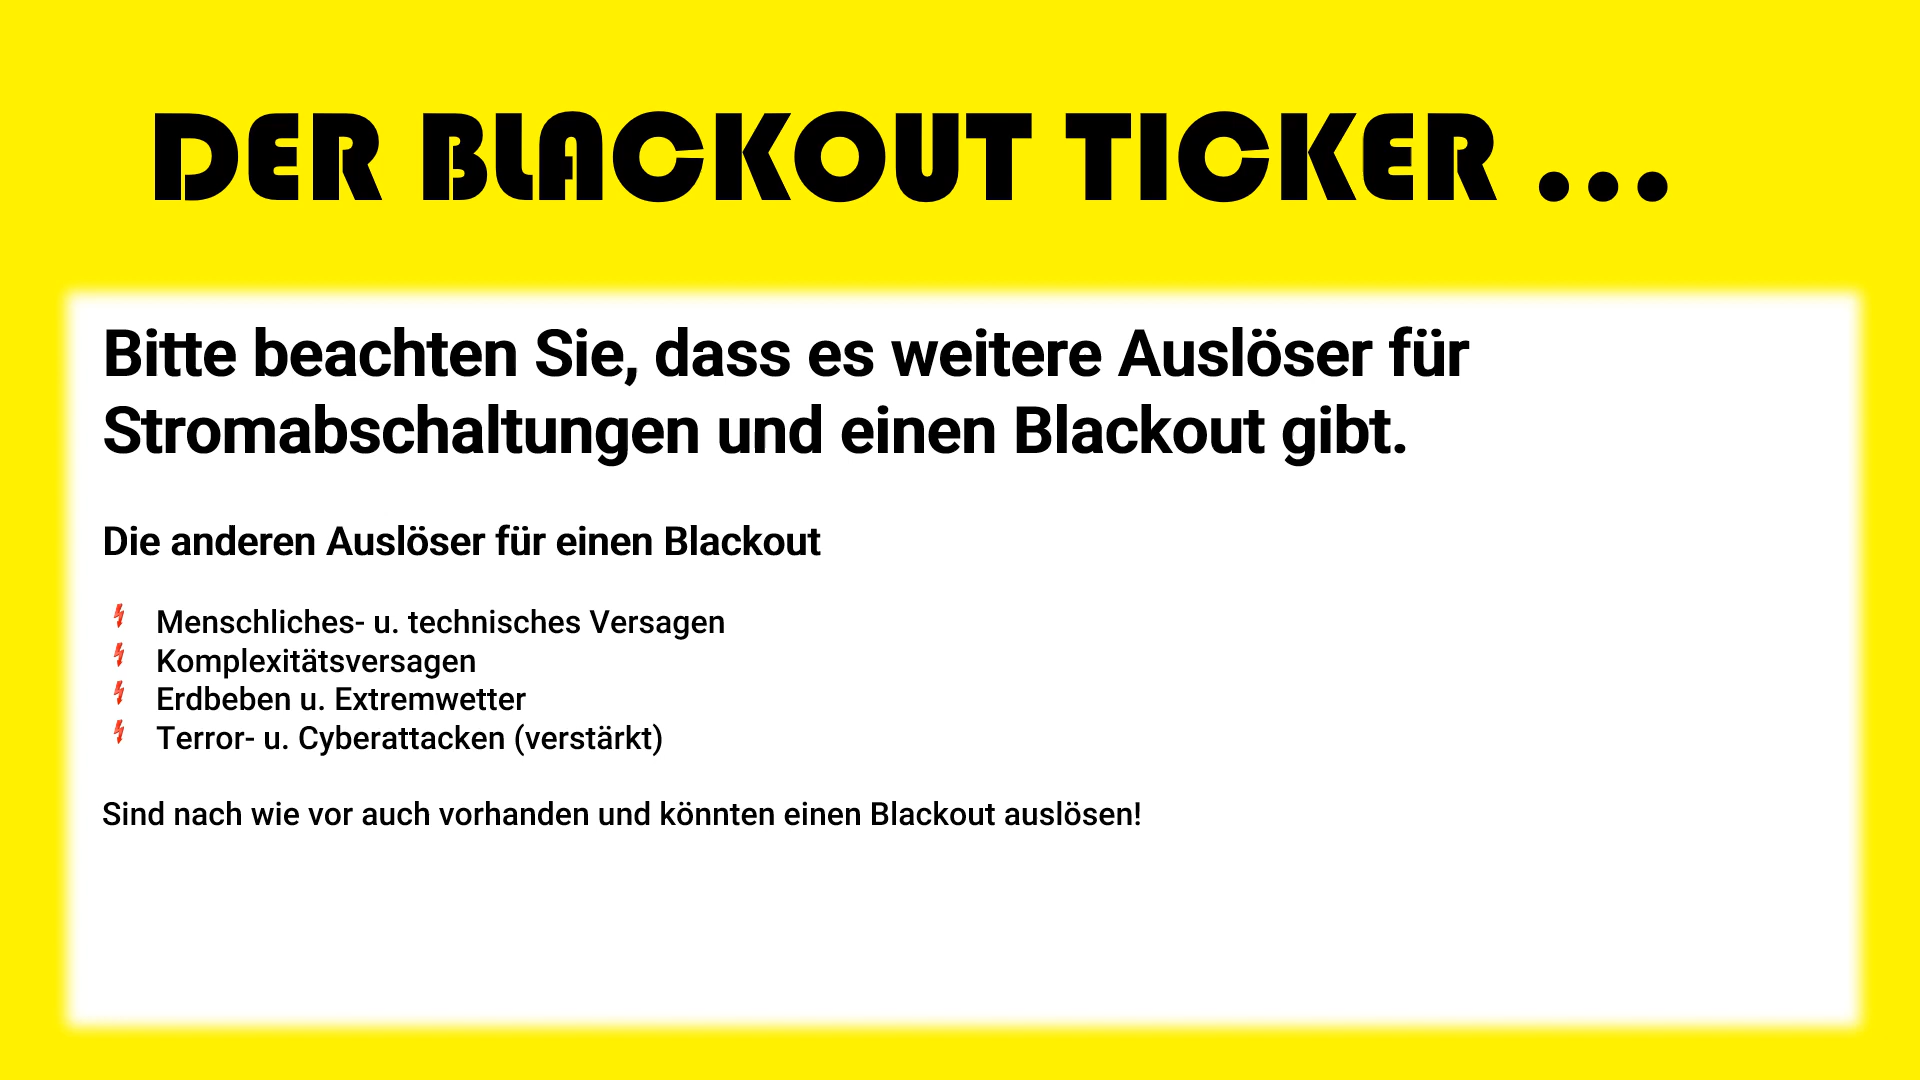 DER BLACKOUT TICKER ...
Bitte beachten Sie, dass es weitere Auslöser für
Stromabschaltungen und einen Blackout gibt.
Die anderen Auslöser für einen Blackout
Menschliches- u. technisches Versagen
Komplexitätsversagen
Erdbeben u. Extremwetter
Terror- u. Cyberattacken (verstärkt)
Sind nach wie vor auch vorhanden und könnten einen Blackout auslösen!